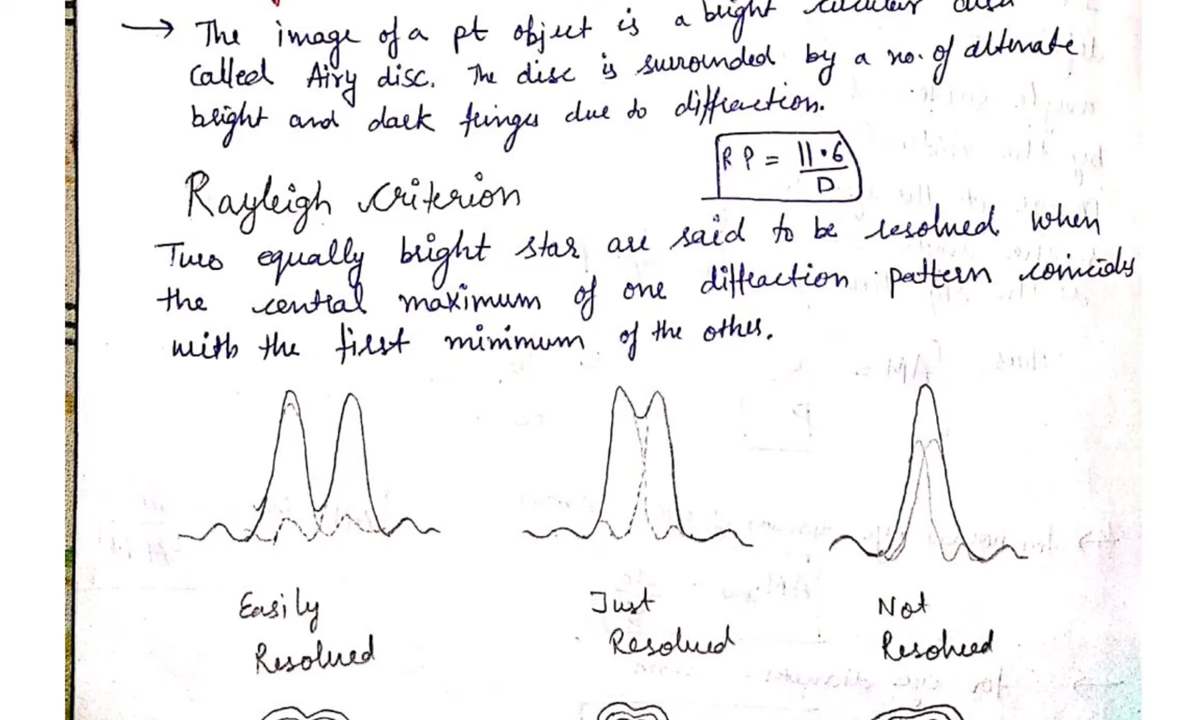 → The image of a pt object is a bright circular disc
called Airy disc. The disc is surrounded by a no. of alternate
bright and dark fringes due to diffraction.
RP = 11.6/D
Rayleigh criterion
Two equally bright star are said to be resolved when
the central maximum of one diffraction pattern coincids
with the first minimum of the other.
Easily Resolved
Just Resolved
Not Resolved